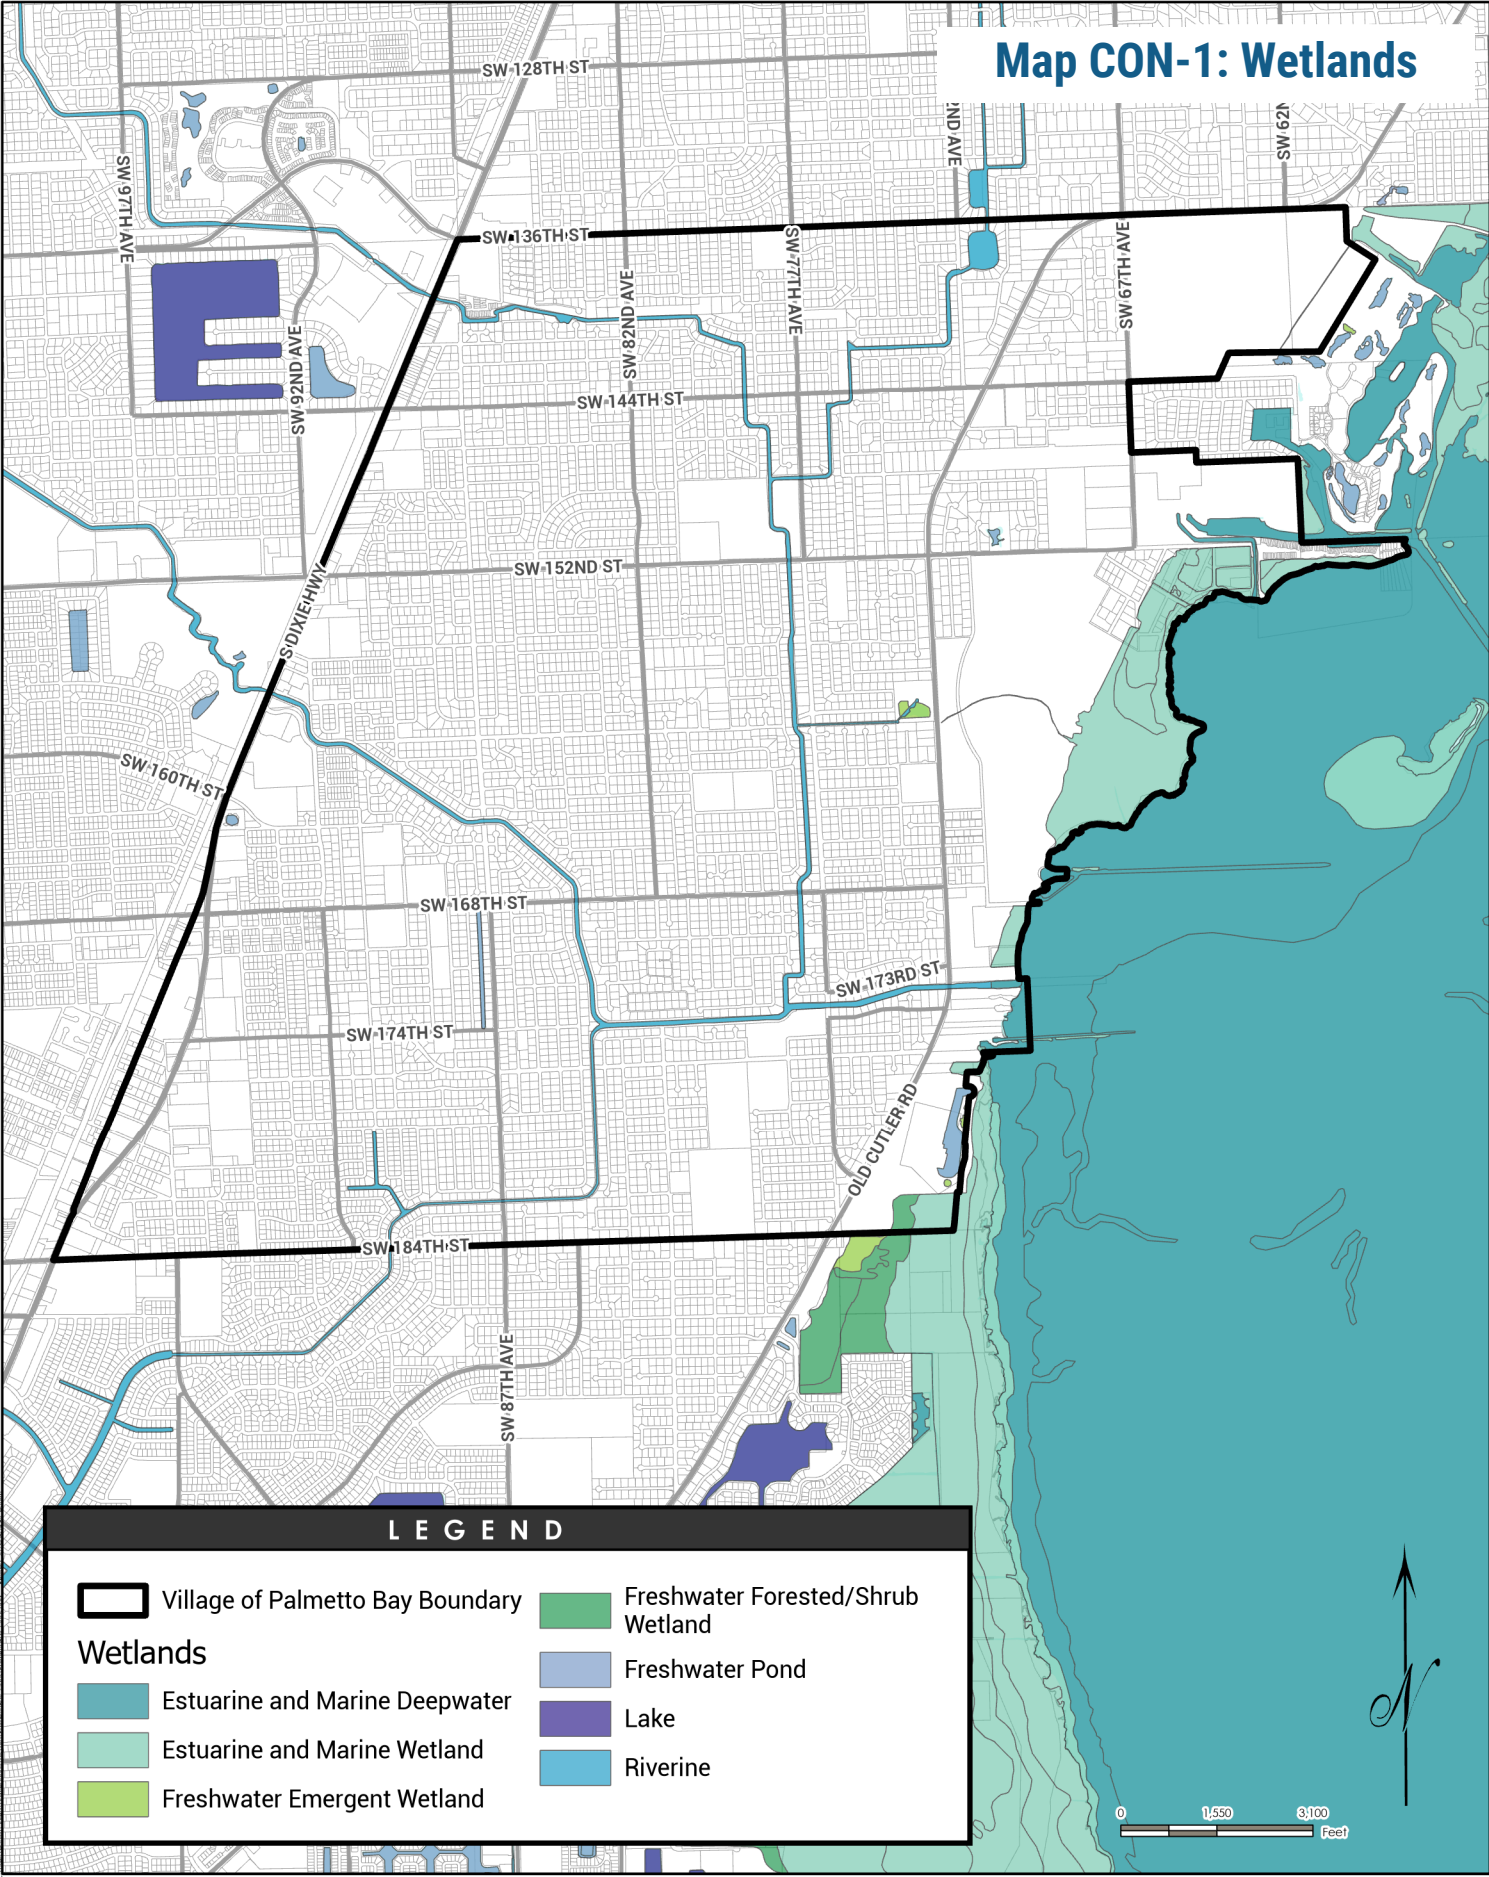 Map CON-1: Wetlands
SW 128TH ST
SW 97TH AVE
ND AVE
SW 62N
SW 136TH ST
SW 77TH AVE
SW 67TH AVE
SW 82ND AVE
SW 92ND AVE
SW 144TH ST
SW 152ND ST
S DIXIE HWY
SW 160TH ST
SW 168TH ST
SW 173RD ST
SW 174TH ST
OLD CUTLER RD
SW 184TH ST
SW 87TH AVE
LEGEND
Village of Palmetto Bay Boundary
Wetlands
Estuarine and Marine Deepwater
Estuarine and Marine Wetland
Freshwater Emergent Wetland
Freshwater Forested/Shrub
Wetland
Freshwater Pond
Lake
Riverine
N
0 1,550 3,100
Feet